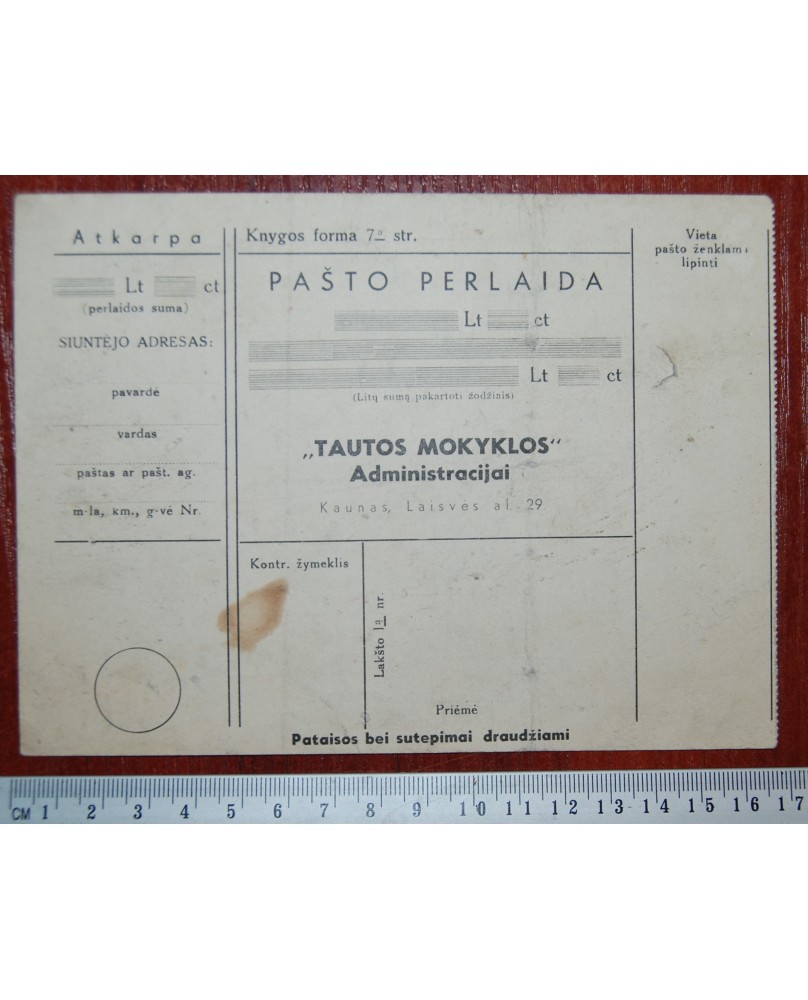 Atkarpa
Lt ct
(perlaidos suma)
SIUNTĖJO ADRESAS:
pavardė
vardas
paštas ar pašt. ag.
m-la, km., g-vė Nr.
Knygos forma 7a str.
PAŠTO PERLAIDA
Lt ct
Lt ct
(Litų sumą pakartoti žodžiais)
„TAUTOS MOKYKLOS“
Administracijai
Kaunas, Laisvės al. 29
Kontr. žymeklis
Lakšto 1a nr.
Priėmė
Pataisos bei sutepimai draudžiami
Vieta
pašto ženklams
lipinti
CM 1 2 3 4 5 6 7 8 9 10 11 12 13 14 15 16 17